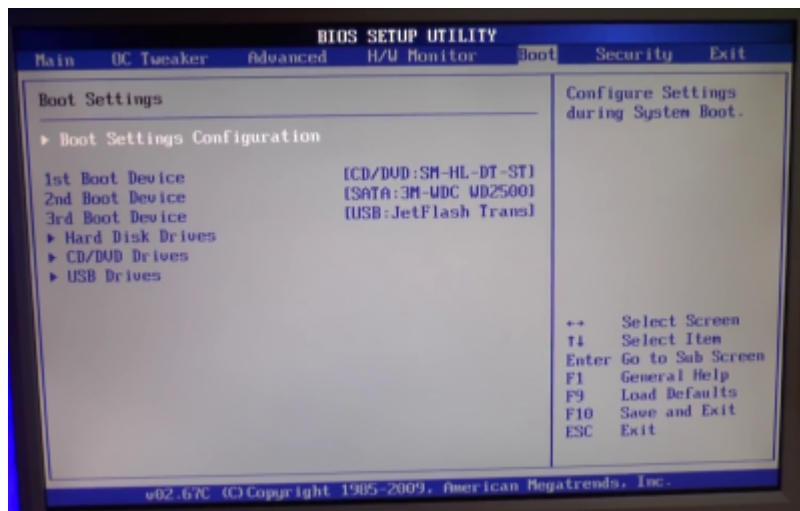 BIOS SETUP UTILITY
Main OC Tweaker Advanced H/W Monitor Boot Security Exit
Boot Settings
▶ Boot Settings Configuration
1st Boot Device [CD/DVD:SM-HL-DT-ST]
2nd Boot Device [SATA:3M-WDC WD2500]
3rd Boot Device [USB:JetFlash Trans]
▶ Hard Disk Drives
▶ CD/DVD Drives
▶ USB Drives
Configure Settings
during System Boot.
↔ Select Screen
↑↓ Select Item
Enter Go to Sub Screen
F1 General Help
F9 Load Defaults
F10 Save and Exit
ESC Exit
v02.67C (C)Copyright 1985-2009, American Megatrends, Inc.